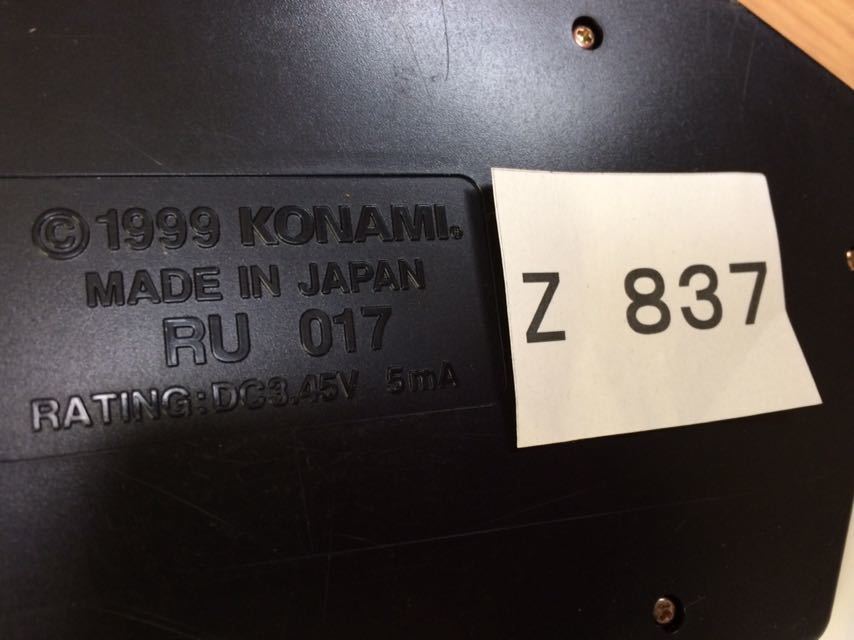 ©1999 KONAMI®
MADE IN JAPAN
RU 017
RATING:DC3.45V 5mA
Z 837